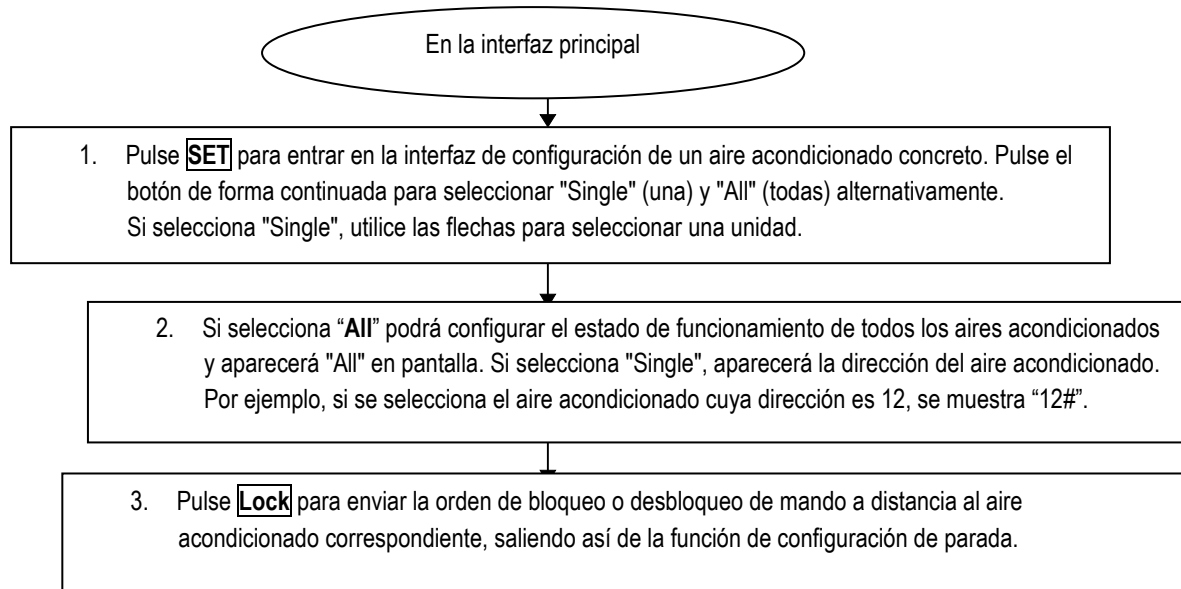 En la interfaz principal
1. Pulse SET para entrar en la interfaz de configuración de un aire acondicionado concreto. Pulse el
botón de forma continuada para seleccionar "Single" (una) y "All" (todas) alternativamente.
Si selecciona "Single", utilice las flechas para seleccionar una unidad.
2. Si selecciona “All” podrá configurar el estado de funcionamiento de todos los aires acondicionados
y aparecerá "All" en pantalla. Si selecciona "Single", aparecerá la dirección del aire acondicionado.
Por ejemplo, si se selecciona el aire acondicionado cuya dirección es 12, se muestra “12#”.
3. Pulse Lock para enviar la orden de bloqueo o desbloqueo de mando a distancia al aire
acondicionado correspondiente, saliendo así de la función de configuración de parada.